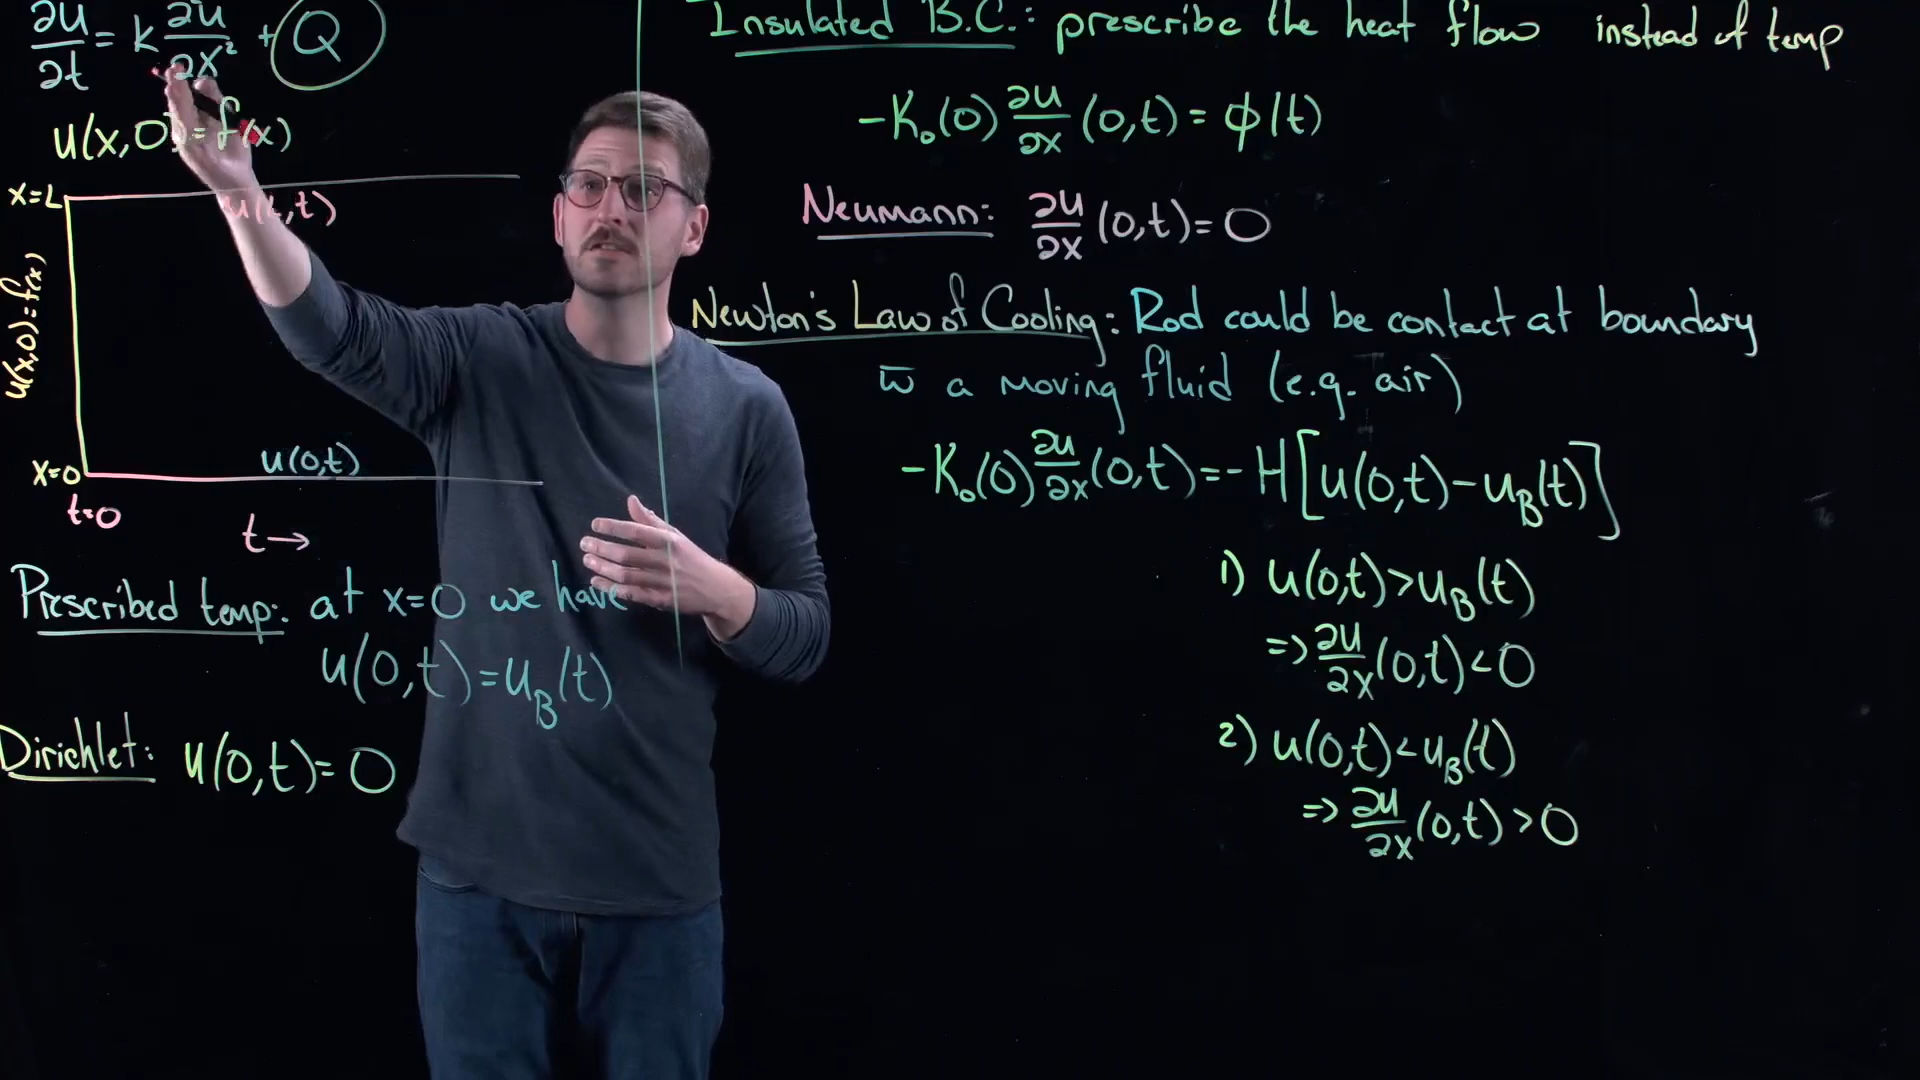 ∂u/∂t = k ∂²u/∂x² + Q
u(x,0) = f(x)
x=L
u(L,t)
u(x,0)=f(x)
u(0,t)
x=0
t=0
t→
Prescribed temp: at x=0 we have
u(0,t)=u_B(t)
Dirichlet: u(0,t)=0
Insulated B.C.: prescribe the heat flow instead of temp
-K₀(0) ∂u/∂x (0,t) = φ(t)
Neumann: ∂u/∂x (0,t)=0
Newton's Law of Cooling: Rod could be contact at boundary
w̄ a moving fluid (e.g. air)
-K₀(0) ∂u/∂x (0,t) = -H[u(0,t)-u_B(t)]
1) u(0,t)>u_B(t)
=> ∂u/∂x (0,t)<0
2) u(0,t)<u_B(t)
=> ∂u/∂x (0,t)>0